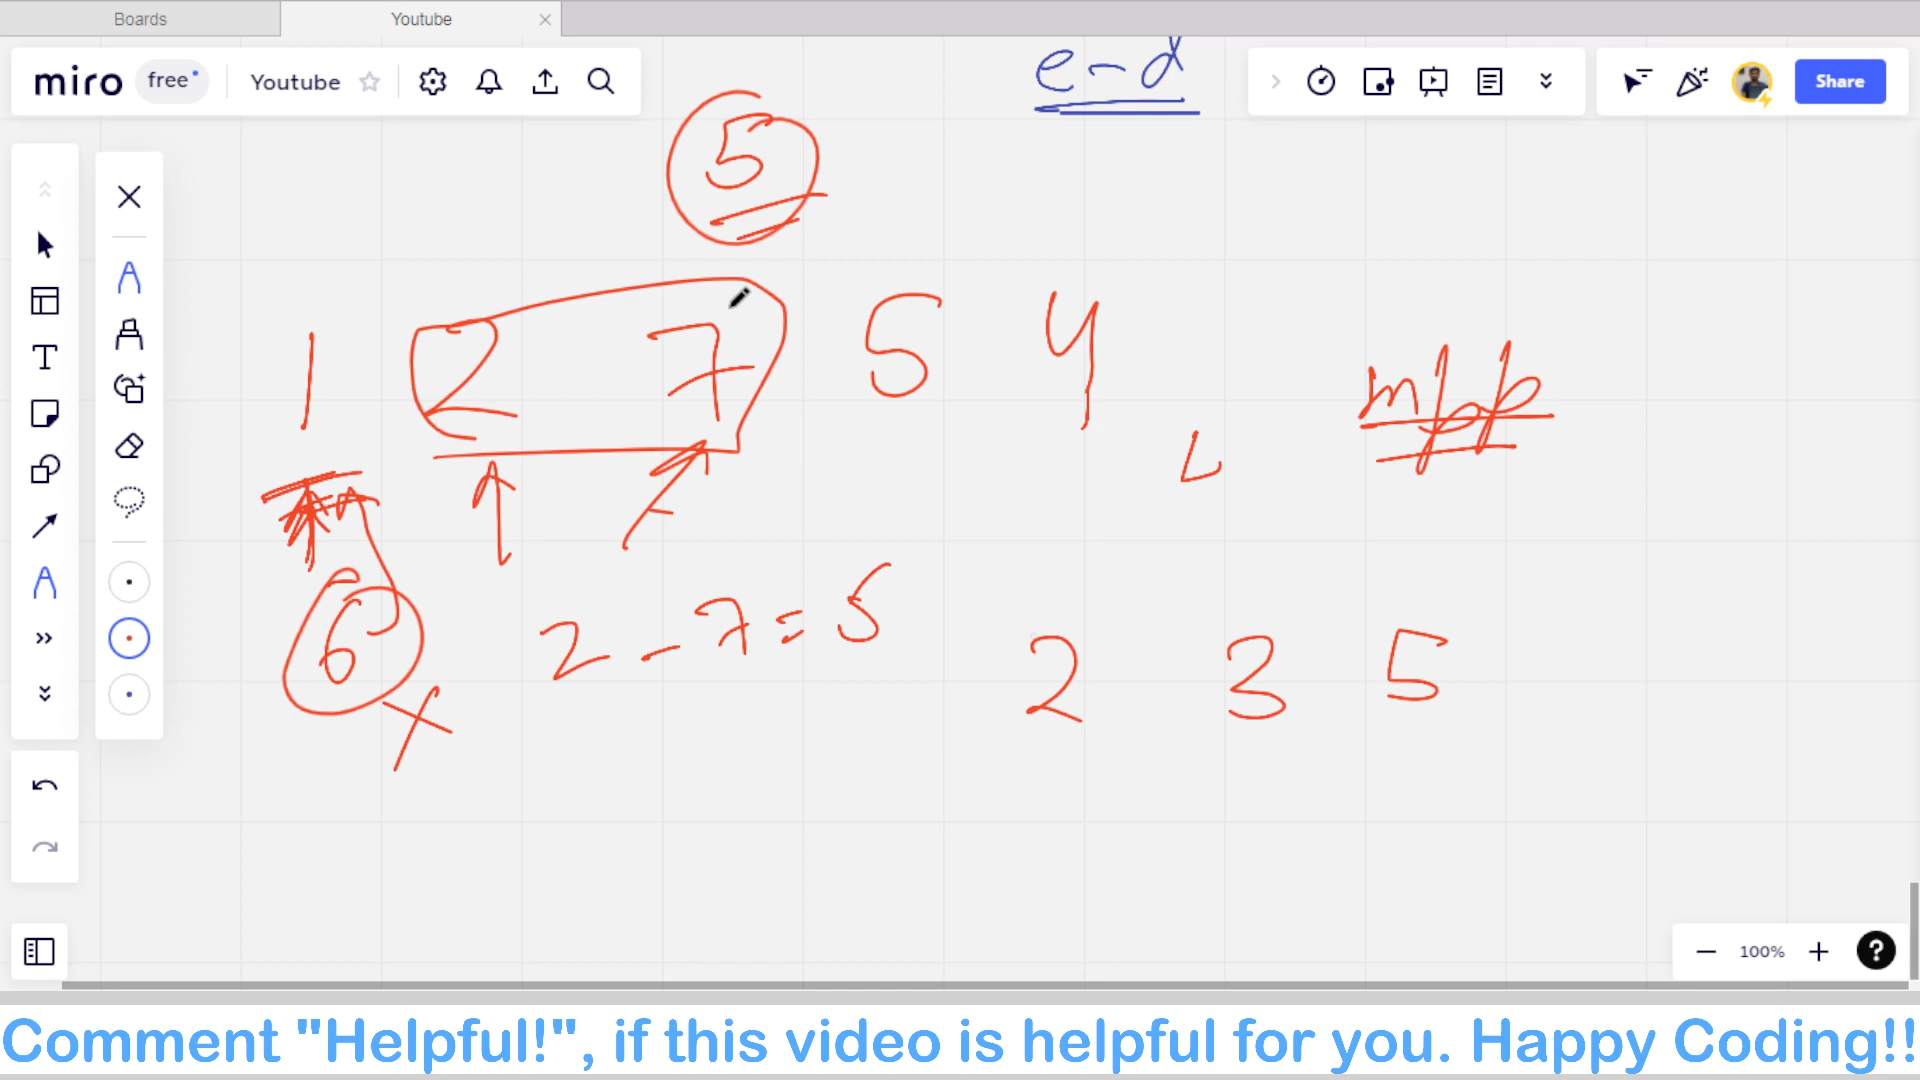 Boards Youtube
miro free Youtube
e-d
Share
5
1 2 7 5 4
L
6
2 - 7 = 5
2 3 5
100%
Comment "Helpful!", if this video is helpful for you. Happy Coding!!